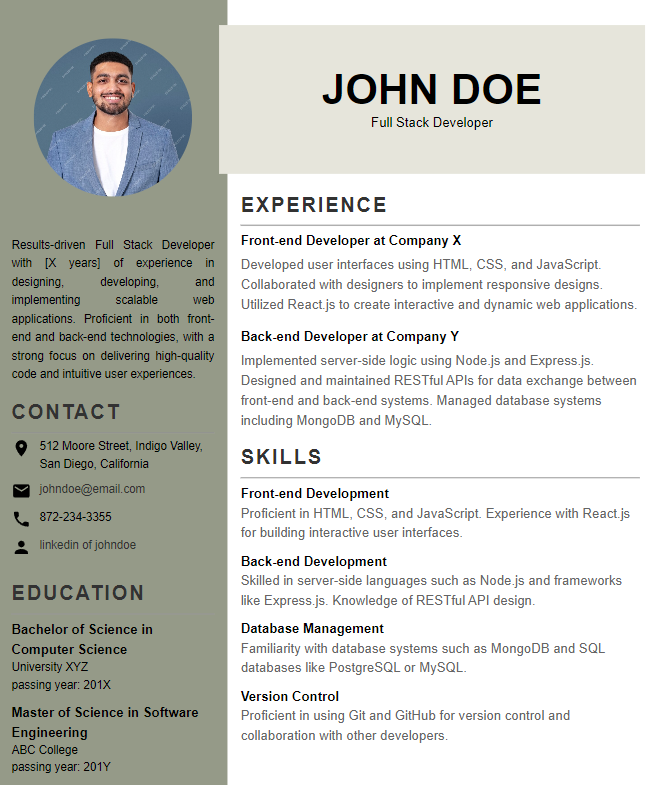 JOHN DOE
Full Stack Developer
Results-driven Full Stack Developer
with [X years] of experience in
designing, developing, and
implementing scalable web
applications. Proficient in both front-
end and back-end technologies, with a
strong focus on delivering high-quality
code and intuitive user experiences.
CONTACT
512 Moore Street, Indigo Valley,
San Diego, California
johndoe@email.com
872-234-3355
linkedin of johndoe
EDUCATION
Bachelor of Science in
Computer Science
University XYZ
passing year: 201X
Master of Science in Software
Engineering
ABC College
passing year: 201Y
EXPERIENCE
Front-end Developer at Company X
Developed user interfaces using HTML, CSS, and JavaScript.
Collaborated with designers to implement responsive designs.
Utilized React.js to create interactive and dynamic web applications.
Back-end Developer at Company Y
Implemented server-side logic using Node.js and Express.js.
Designed and maintained RESTful APIs for data exchange between
front-end and back-end systems. Managed database systems
including MongoDB and MySQL.
SKILLS
Front-end Development
Proficient in HTML, CSS, and JavaScript. Experience with React.js
for building interactive user interfaces.
Back-end Development
Skilled in server-side languages such as Node.js and frameworks
like Express.js. Knowledge of RESTful API design.
Database Management
Familiarity with database systems such as MongoDB and SQL
databases like PostgreSQL or MySQL.
Version Control
Proficient in using Git and GitHub for version control and
collaboration with other developers.